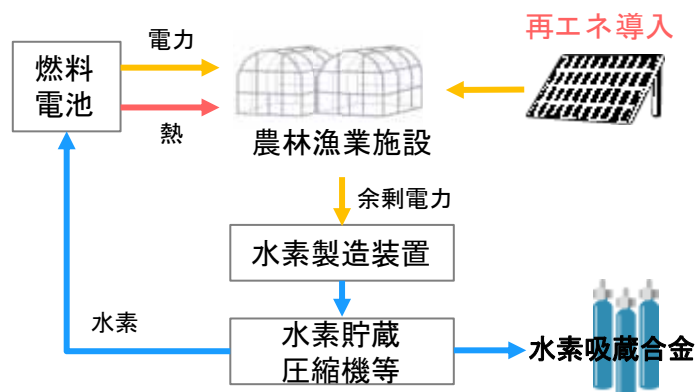 再エネ導入
電力
燃料
電池
熱
農林漁業施設
余剰電力
水素製造装置
水素
水素貯蔵
圧縮機等
水素吸蔵合金